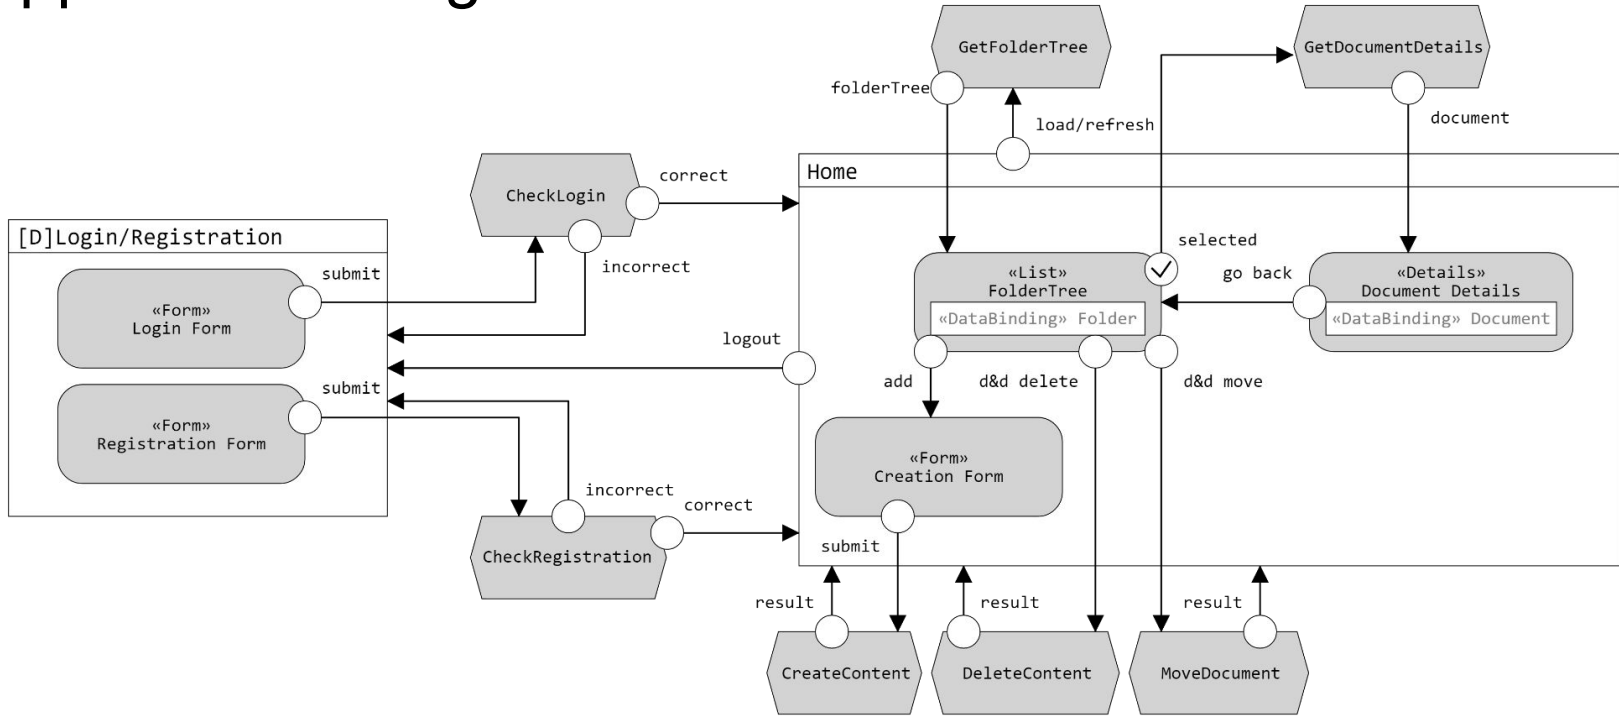 GetFolderTree
GetDocumentDetails
folderTree
load/refresh
document
CheckLogin
correct
Home
[D]Login/Registration
submit
incorrect
selected
go back
«Form»
Login Form
«List»
FolderTree
«DataBinding» Folder
«Details»
Document Details
«DataBinding» Document
logout
submit
add
d&d delete
d&d move
«Form»
Registration Form
«Form»
Creation Form
incorrect
correct
submit
CheckRegistration
result
result
result
CreateContent
DeleteContent
MoveDocument